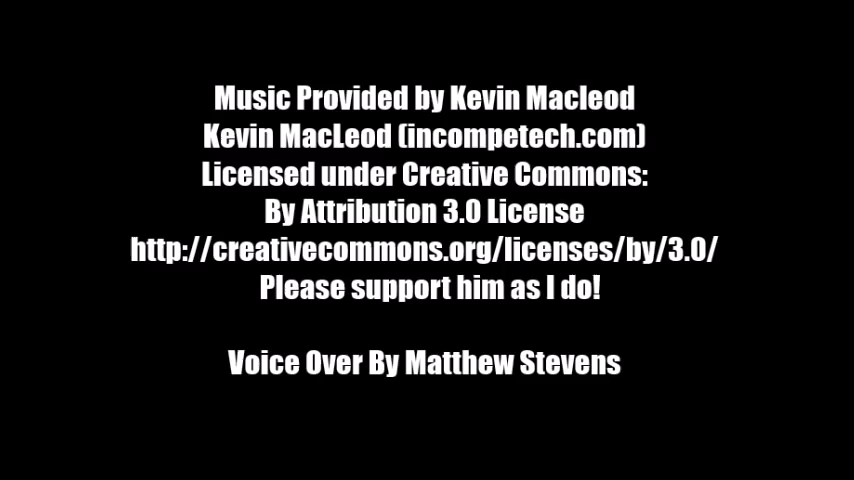 Music Provided by Kevin Macleod
Kevin MacLeod (incompetech.com)
Licensed under Creative Commons:
By Attribution 3.0 License
http://creativecommons.org/licenses/by/3.0/
Please support him as I do!
Voice Over By Matthew Stevens